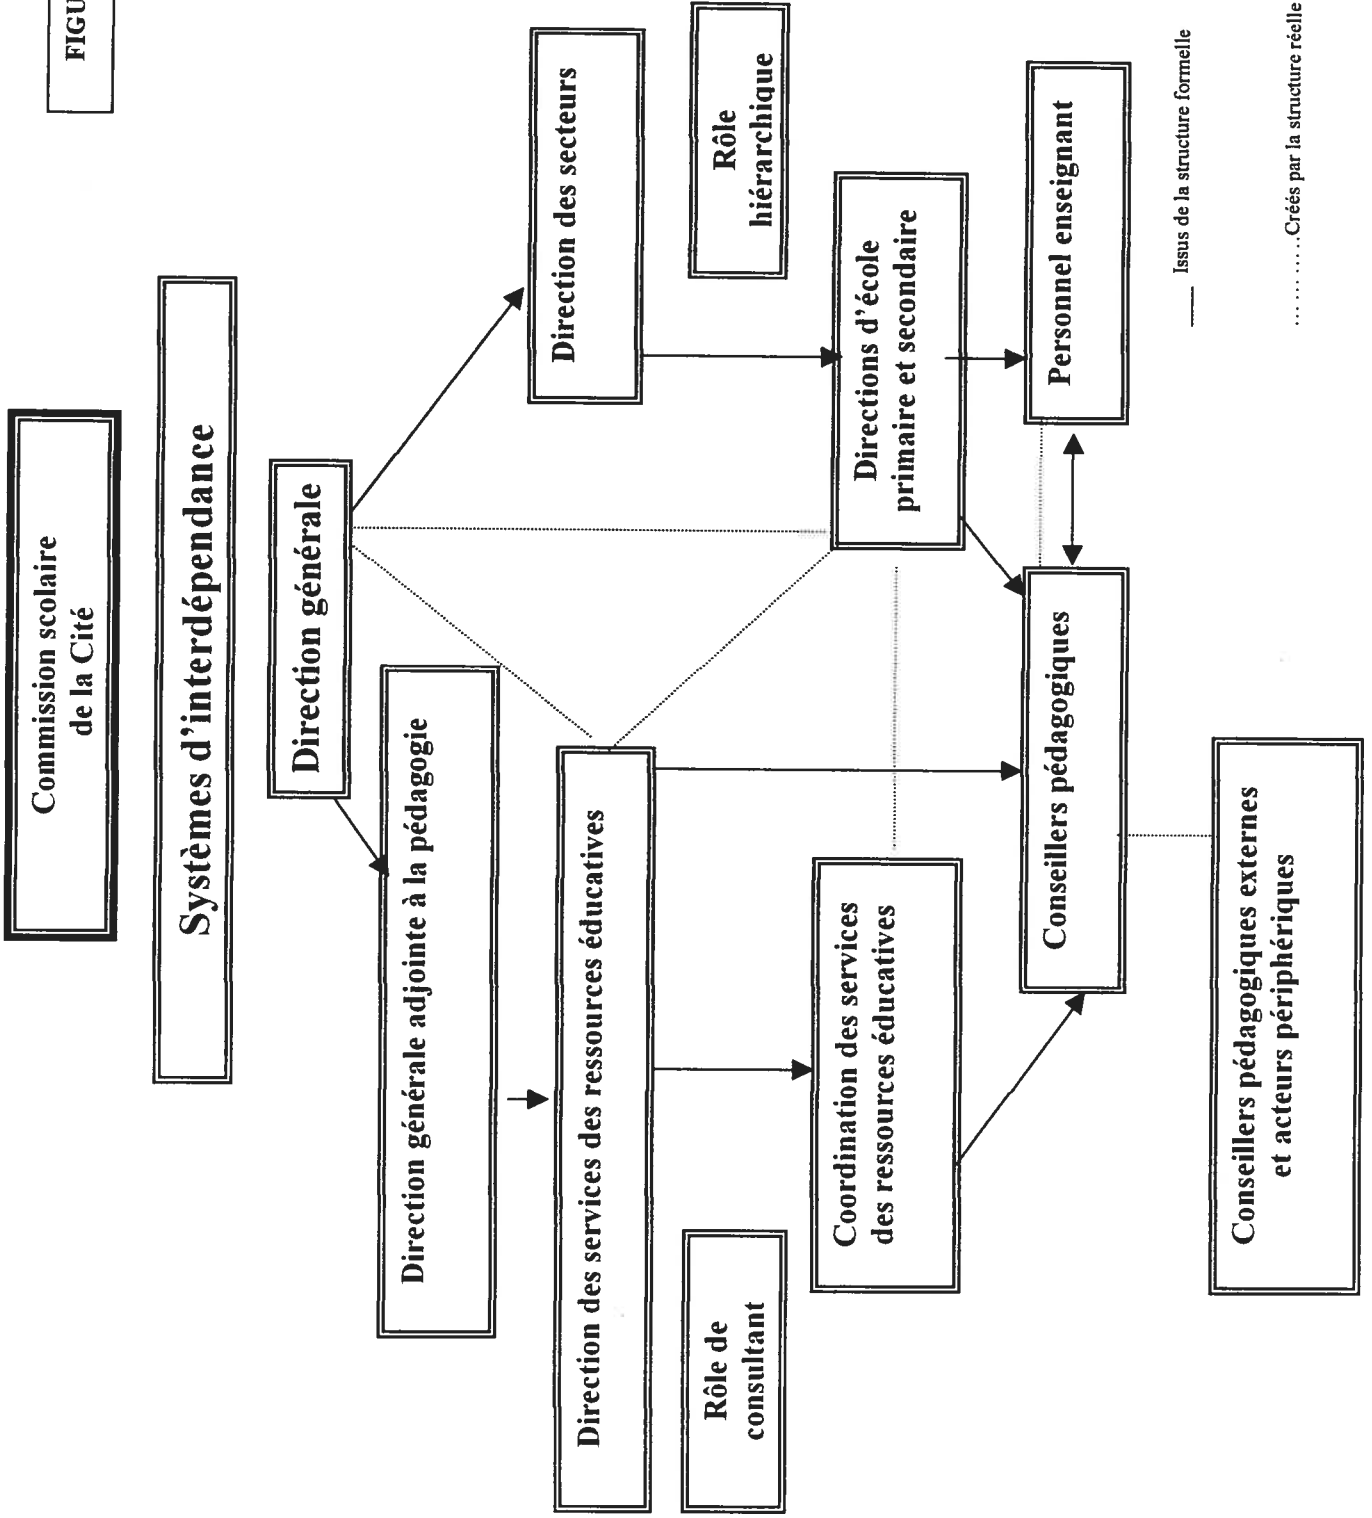 FIGU
Commission scolaire
de la Cité
Systèmes d'interdépendance
Direction générale
Direction générale adjointe à la pédagogie
Direction des secteurs
Direction des services des ressources éducatives
Rôle de
consultant
Rôle
hiérarchique
Coordination des services
des ressources éducatives
Directions d'école
primaire et secondaire
Conseillers pédagogiques
Personnel enseignant
Conseillers pédagogiques externes
et acteurs périphériques
___ Issus de la structure formelle
............Créés par la structure réelle